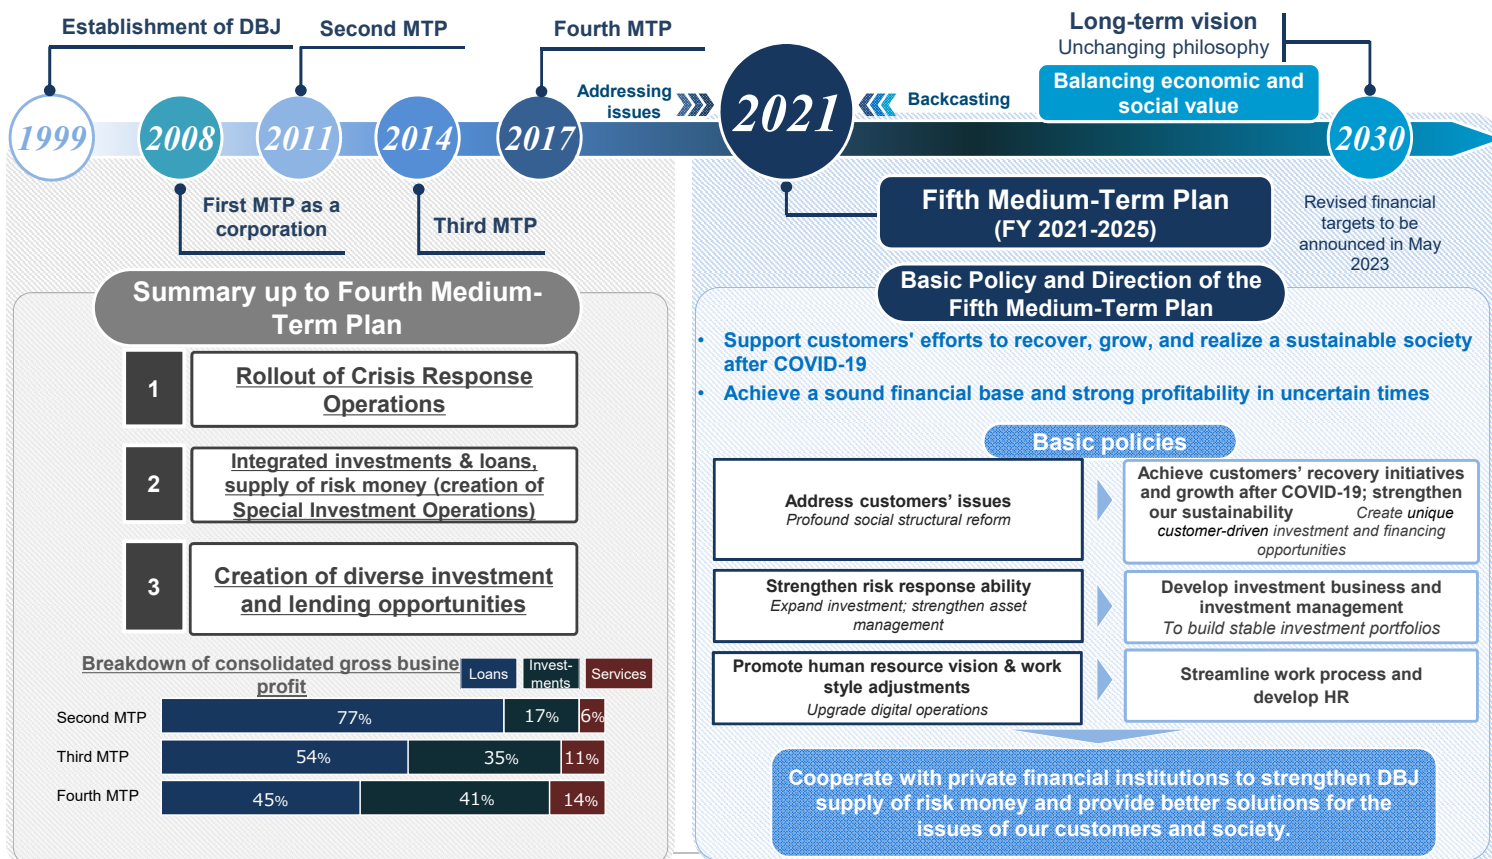 Establishment of DBJ
Second MTP
Fourth MTP
Long-term vision
Unchanging philosophy
Addressing
issues
Backcasting
Balancing economic and
social value
1999
2008
2011
2014
2017
2021
2030
First MTP as a
corporation
Third MTP
Fifth Medium-Term Plan
(FY 2021-2025)
Revised financial
targets to be
announced in May
2023
Summary up to Fourth Medium-
Term Plan
1
Rollout of Crisis Response
Operations
2
Integrated investments & loans,
supply of risk money (creation of
Special Investment Operations)
3
Creation of diverse investment
and lending opportunities
Breakdown of consolidated gross busine
profit
Loans
Invest-
ments
Services
Second MTP
77%
17%
6%
Third MTP
54%
35%
11%
Fourth MTP
45%
41%
14%
Basic Policy and Direction of the
Fifth Medium-Term Plan
• Support customers' efforts to recover, grow, and realize a sustainable society
after COVID-19
• Achieve a sound financial base and strong profitability in uncertain times
Basic policies
Address customers’ issues
Profound social structural reform
Achieve customers’ recovery initiatives
and growth after COVID-19; strengthen
our sustainability Create unique
customer-driven investment and financing
opportunities
Strengthen risk response ability
Expand investment; strengthen asset
management
Develop investment business and
investment management
To build stable investment portfolios
Promote human resource vision & work
style adjustments
Upgrade digital operations
Streamline work process and
develop HR
Cooperate with private financial institutions to strengthen DBJ
supply of risk money and provide better solutions for the
issues of our customers and society.